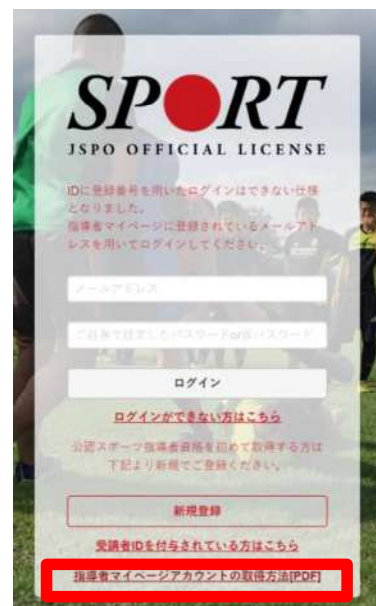 SPORT
JSPO OFFICIAL LICENSE
IDに登録番号を用いたログインはできない仕様
となりました。
指導者マイページに登録されているメールアド
レスを用いてログインしてください。
メールアドレス
ご自身で設定したパスワードor仮パスワード
ログイン
ログインができない方はこちら
公認スポーツ指導者資格を初めて取得する方は
下記より新規でご登録ください。
新規登録
受講者IDを付与されている方はこちら
指導者マイページアカウントの取得方法[PDF]